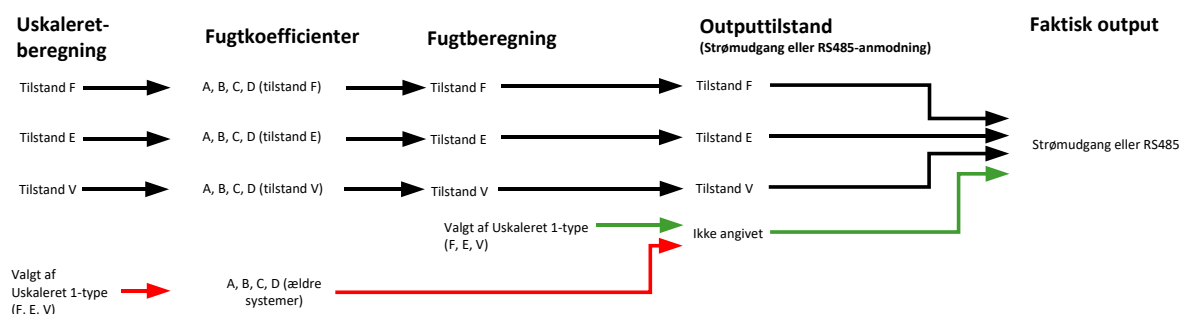 Uskaleret-
beregning
Fugtkoefficienter
Fugtberegning
Outputtilstand
(Strømudgang eller RS485-anmodning)
Faktisk output
Tilstand F
A, B, C, D (tilstand F)
Tilstand F
Tilstand F
Tilstand E
A, B, C, D (tilstand E)
Tilstand E
Tilstand E
Strømudgang eller RS485
Tilstand V
A, B, C, D (tilstand V)
Tilstand V
Tilstand V
Valgt af Uskaleret 1-type
(F, E, V)
Ikke angivet
Valgt af
Uskaleret 1-type
(F, E, V)
A, B, C, D (ældre
systemer)